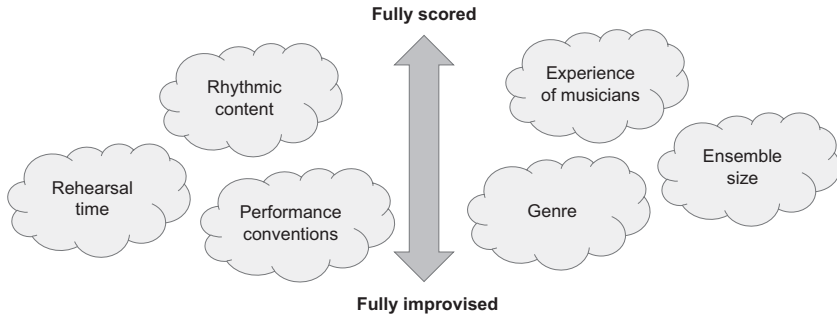 Fully scored
Rhythmic
content
Experience
of musicians
Rehearsal
time
Performance
conventions
Genre
Ensemble
size
Fully improvised